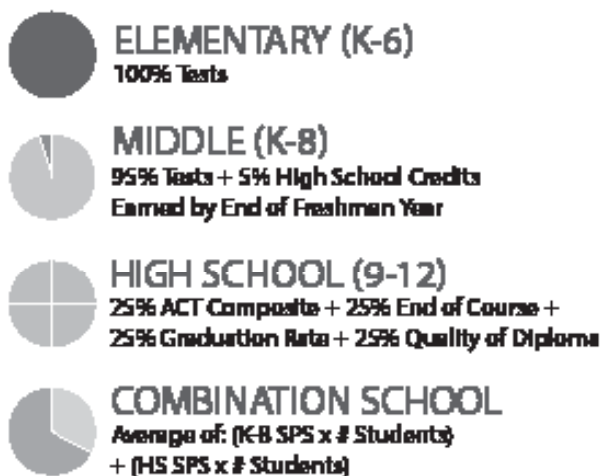 ELEMENTARY (K-6)
100% Tests
MIDDLE (K-8)
95% Tests + 5% High School Credits
Earned by End of Freshman Year
HIGH SCHOOL (9-12)
25% ACT Composite + 25% End of Course +
25% Graduation Rate + 25% Quality of Diploma
COMBINATION SCHOOL
Average of: (K-8 SPS x # Students)
+ (HS SPS x # Students)